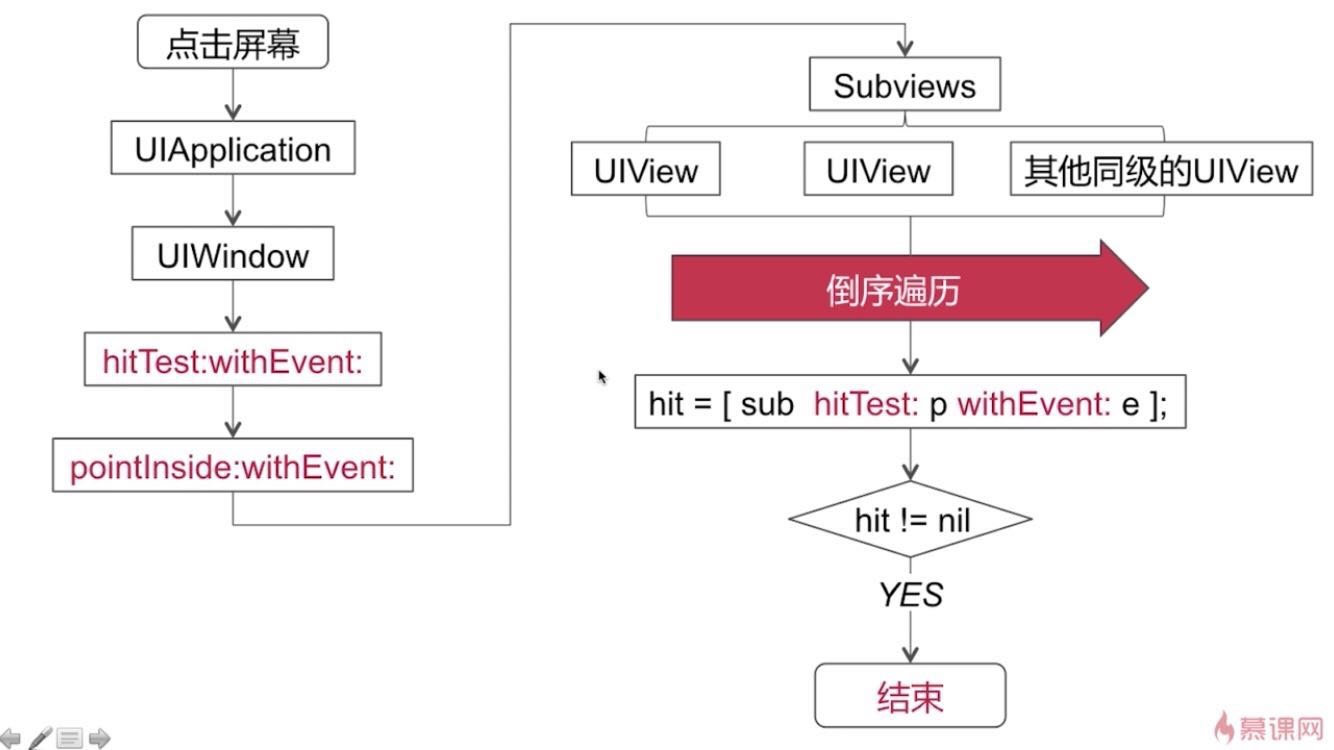 点击屏幕
UIApplication
UIWindow
hitTest:withEvent:
pointInside:withEvent:
Subviews
UIView
UIView
其他同级的UIView
倒序遍历
hit = [ sub hitTest: p withEvent: e ];
hit != nil
YES
结束
慕课网